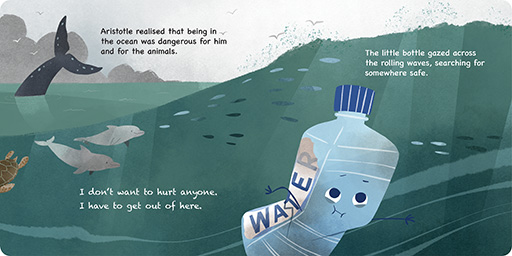 Aristotle realised that being in
the ocean was dangerous for him
and for the animals.
The little bottle gazed across
the rolling waves, searching for
somewhere safe.
I don't want to hurt anyone.
I have to get out of here.
WATER